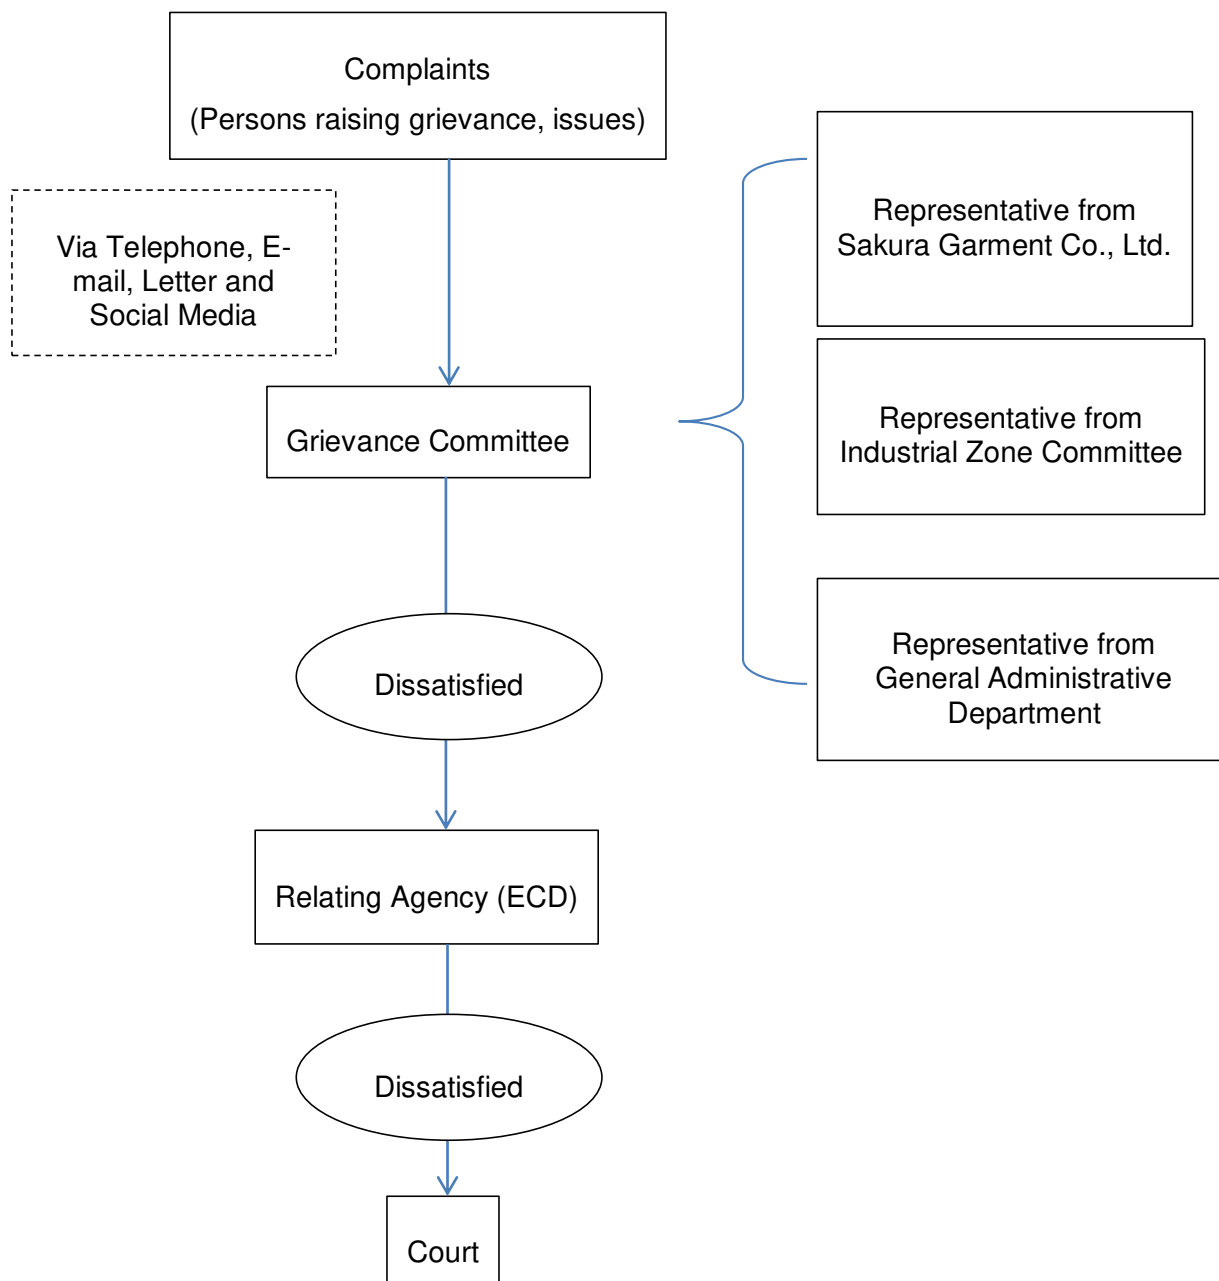 Complaints
(Persons raising grievance, issues)
Via Telephone, E-
mail, Letter and
Social Media
Grievance Committee
Representative from
Sakura Garment Co., Ltd.
Representative from
Industrial Zone Committee
Representative from
General Administrative
Department
Dissatisfied
Relating Agency (ECD)
Dissatisfied
Court